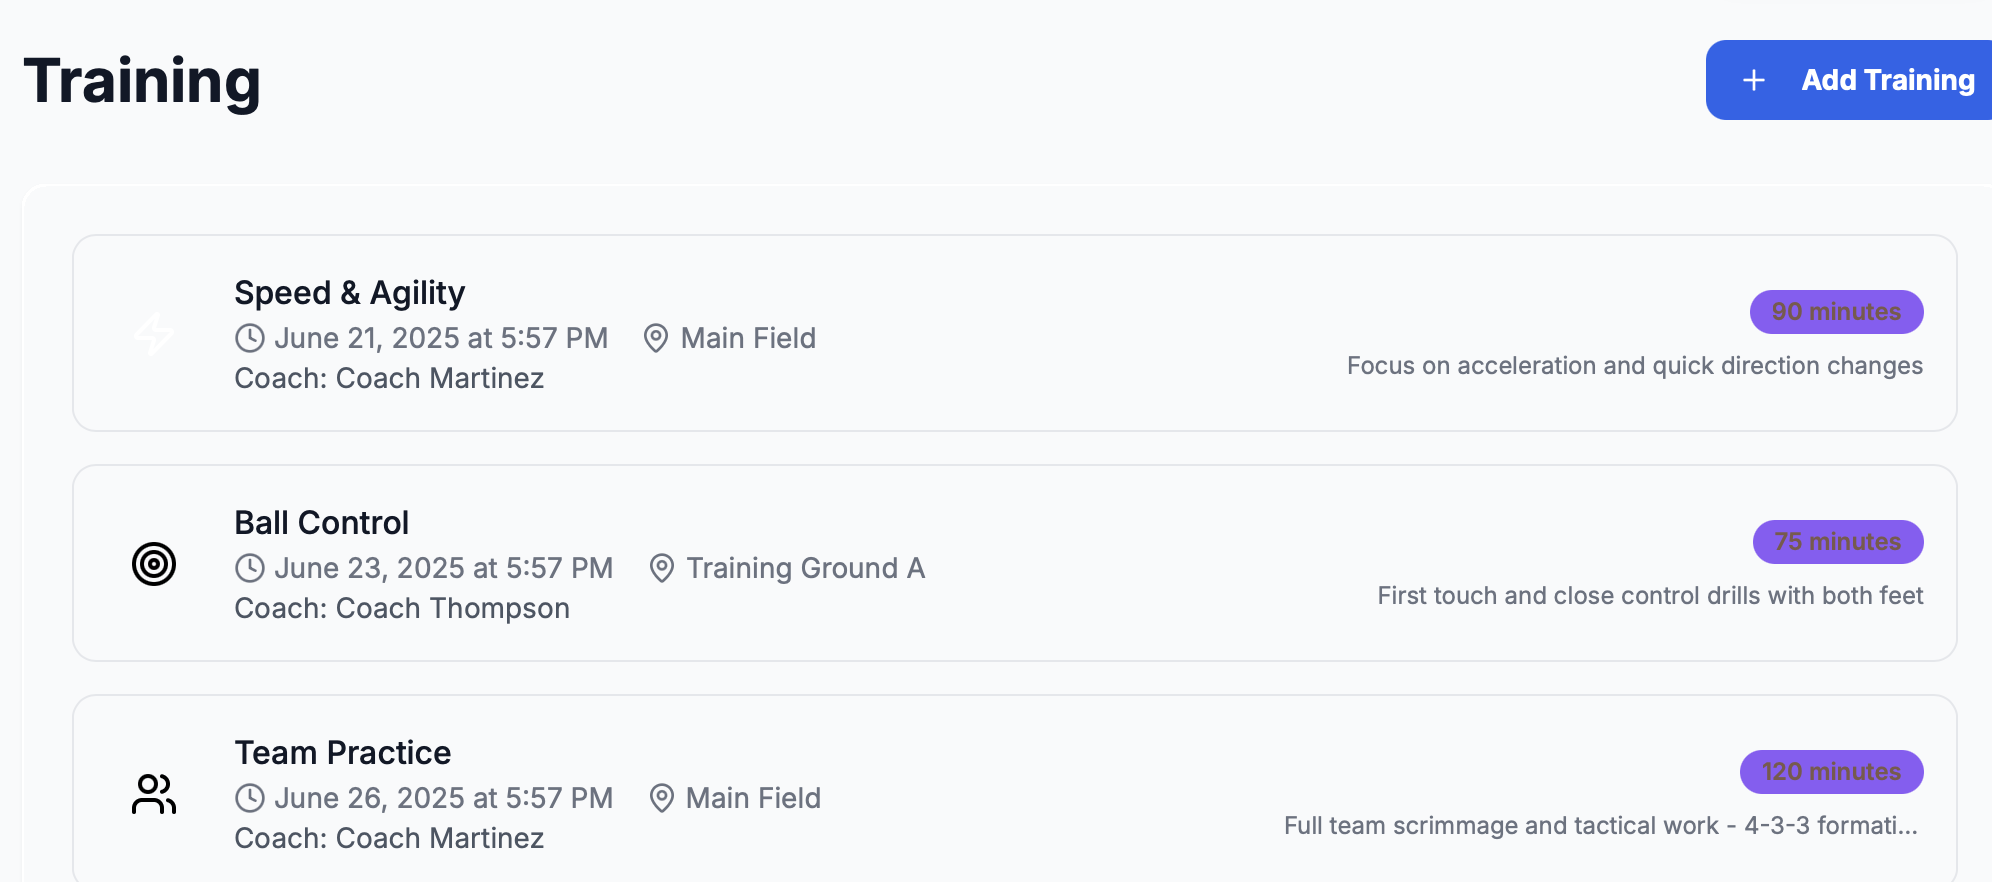 Training
Add Training
Speed & Agility
June 21, 2025 at 5:57 PM Main Field
Coach: Coach Martinez
90 minutes
Focus on acceleration and quick direction changes
Ball Control
June 23, 2025 at 5:57 PM Training Ground A
Coach: Coach Thompson
75 minutes
First touch and close control drills with both feet
Team Practice
June 26, 2025 at 5:57 PM Main Field
Coach: Coach Martinez
120 minutes
Full team scrimmage and tactical work - 4-3-3 formati...